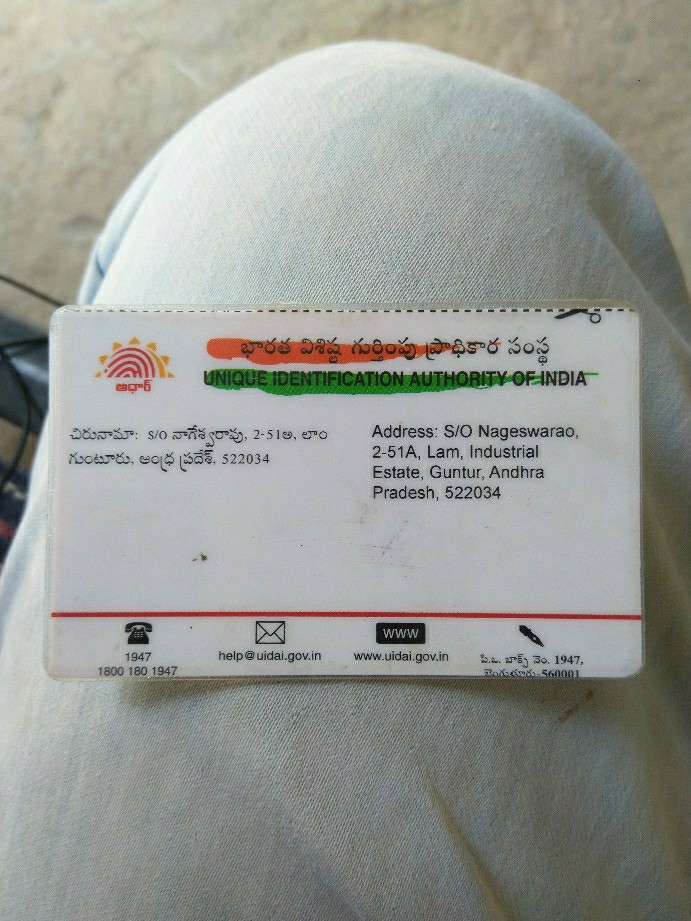 భారత విశిష్ట గుర్తింపు ప్రాధికార సంస్థ
UNIQUE IDENTIFICATION AUTHORITY OF INDIA
ఆధార్
చిరునామా: S/O నాగేశ్వరావు, 2-51అ, లాం
గుంటూరు, ఆంధ్ర ప్రదేశ్, 522034
Address: S/O Nageswarao,
2-51A, Lam, Industrial
Estate, Guntur, Andhra
Pradesh, 522034
1947
1800 180 1947
help@uidai.gov.in
WWW
www.uidai.gov.in
పి.ఒ. బాక్స్ నెం. 1947,
బెంగుళూరు-560001